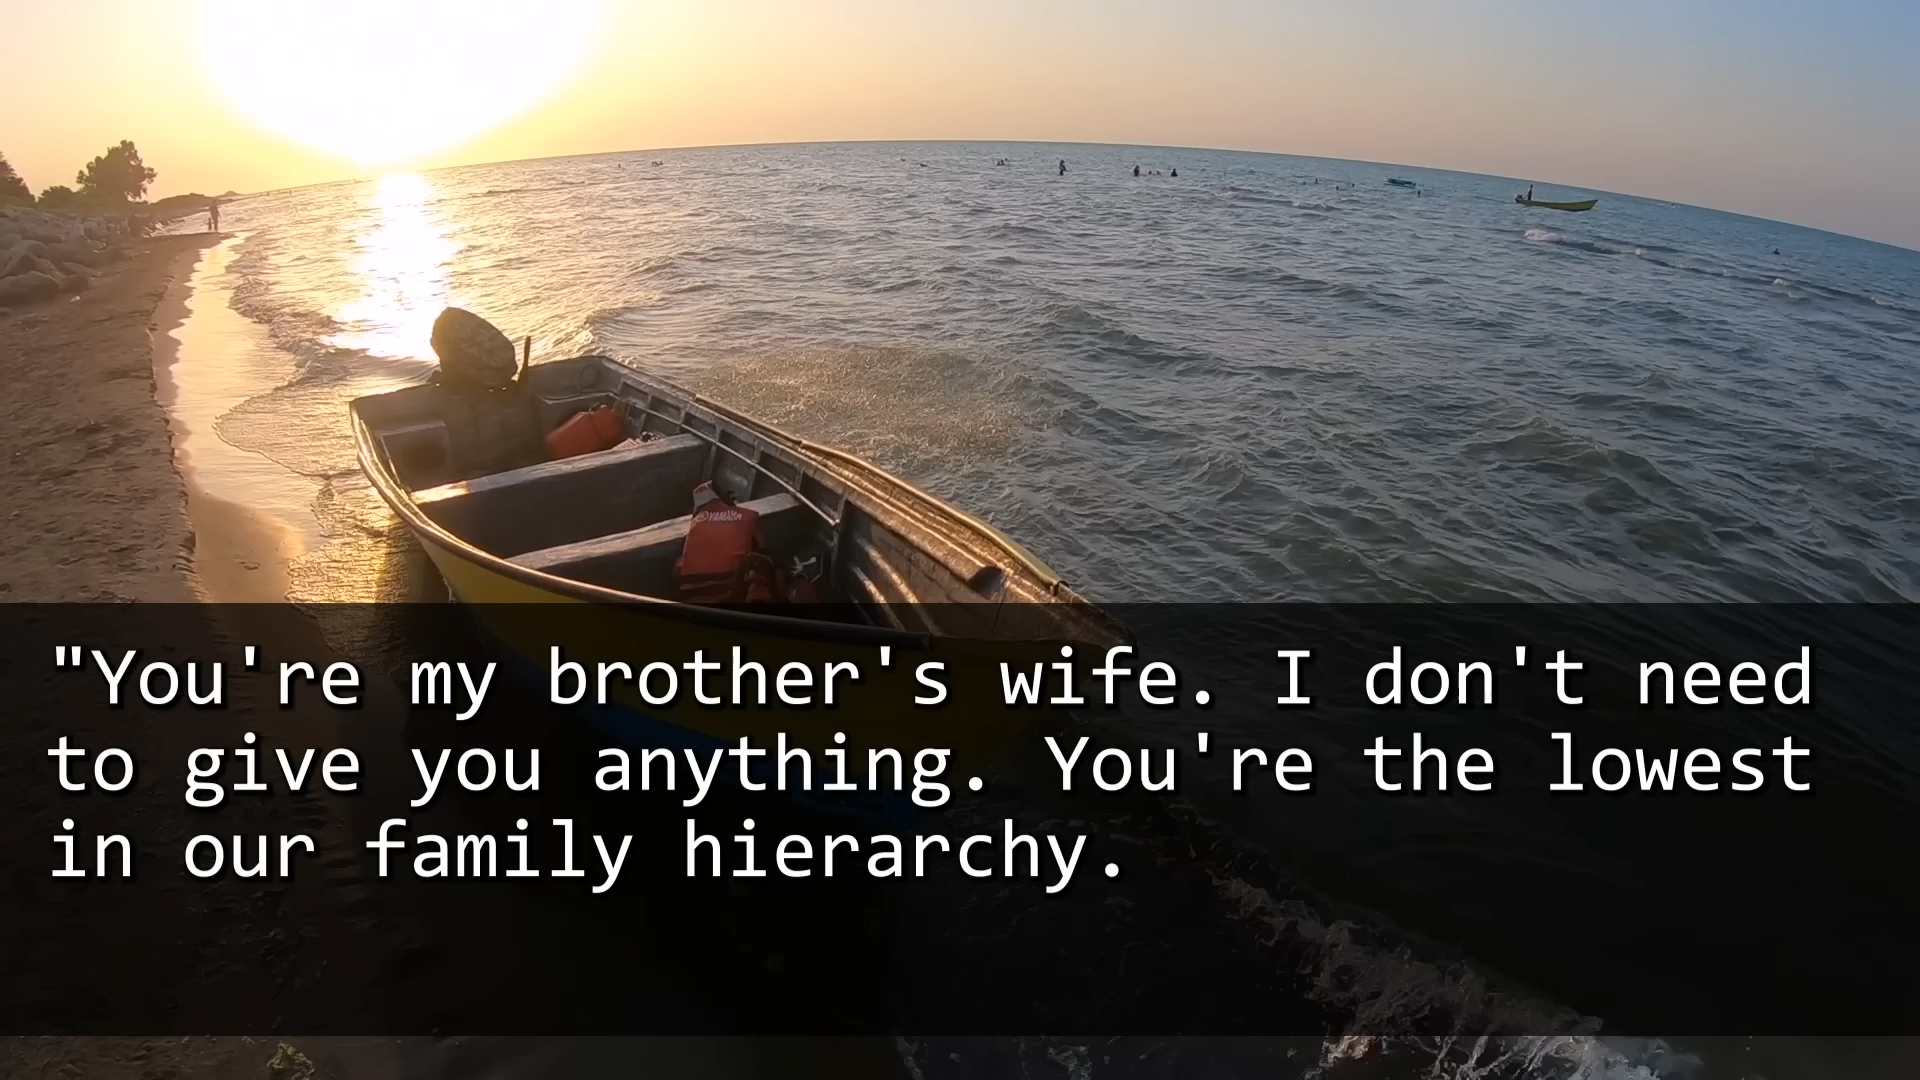 YAMAHA
"You're my brother's wife. I don't need
to give you anything. You're the lowest
in our family hierarchy.